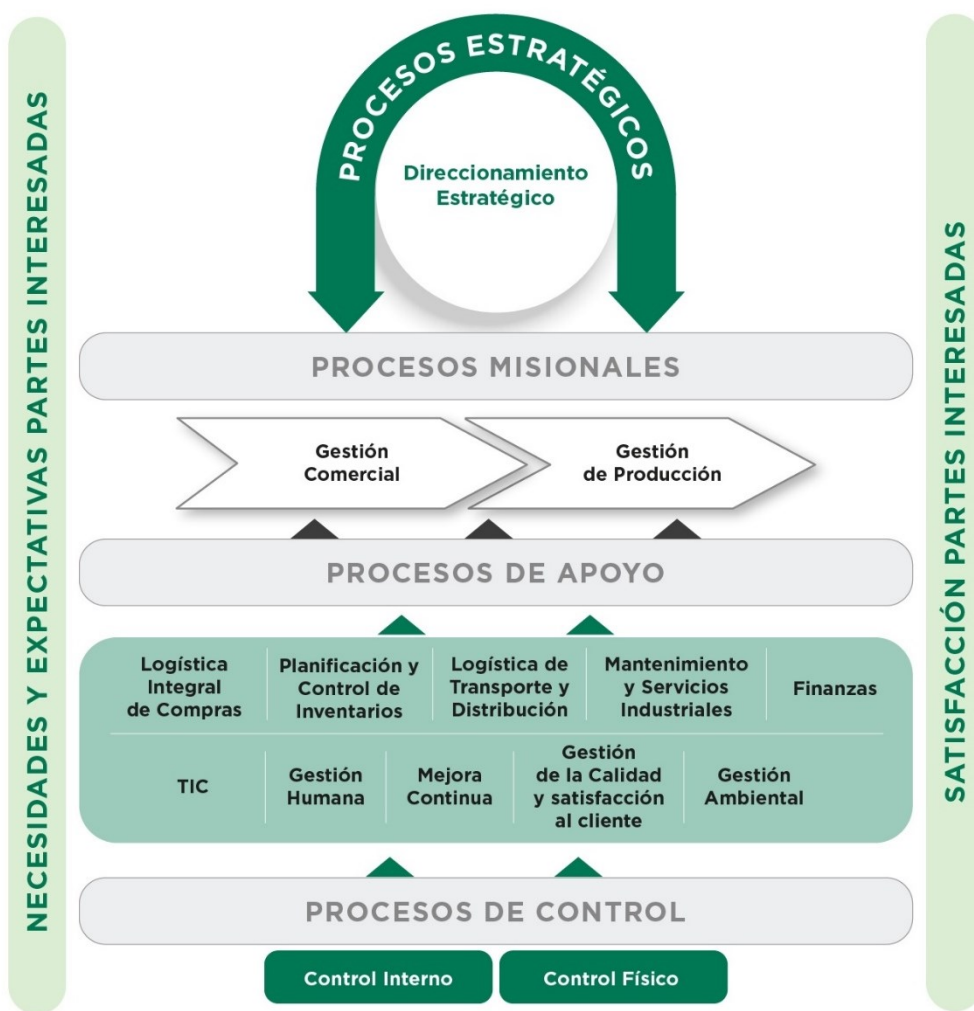 NECESIDADES Y EXPECTATIVAS PARTES INTERESADAS
PROCESOS ESTRATÉGICOS
Direccionamiento
Estratégico
PROCESOS MISIONALES
Gestión
Comercial
Gestión
de Producción
PROCESOS DE APOYO
Logística
Integral
de Compras
Planificación y
Control de
Inventarios
Logística de
Transporte y
Distribución
Mantenimiento
y Servicios
Industriales
Finanzas
TIC
Gestión
Humana
Mejora
Continua
Gestión
de la Calidad
y satisfacción
al cliente
Gestión
Ambiental
PROCESOS DE CONTROL
Control Interno
Control Físico
SATISFACCIÓN PARTES INTERESADAS